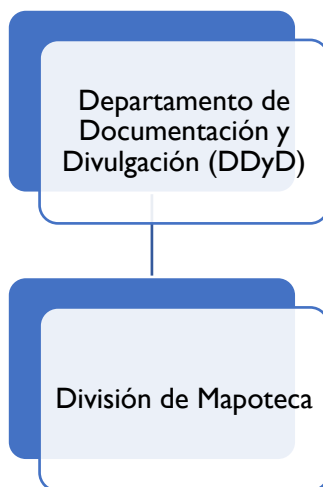 Departamento de
Documentación y
Divulgación (DDyD)
División de Mapoteca